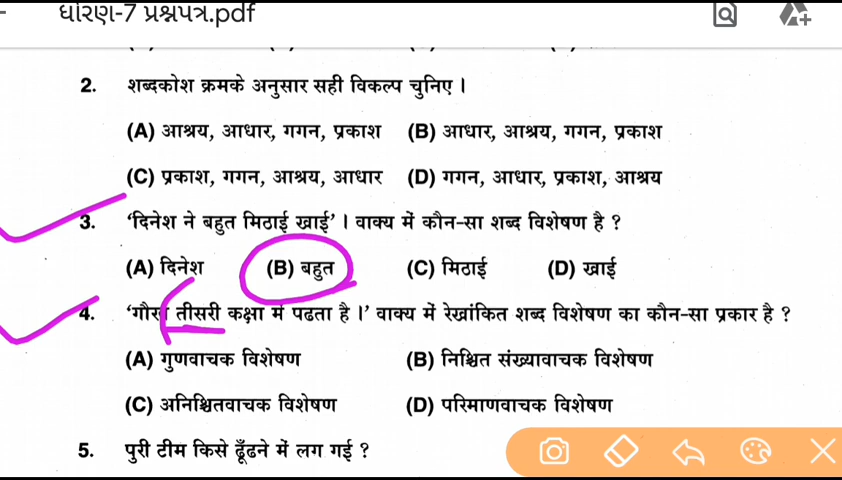 ધોરણ-7 પ્રશ્નપત્ર.pdf
2. शब्दकोश क्रमके अनुसार सही विकल्प चुनिए ।
(A) आश्रय, आधार, गगन, प्रकाश (B) आधार, आश्रय, गगन, प्रकाश
(C) प्रकाश, गगन, आश्रय, आधार (D) गगन, आधार, प्रकाश, आश्रय
3. 'दिनेश ने बहुत मिठाई खाई' । वाक्य में कौन-सा शब्द विशेषण है ?
(A) दिनेश (B) बहुत (C) मिठाई (D) खाई
4. तीसरी कक्षा में पढता है ।' वाक्य में रेखांकित शब्द विशेषण का कौन-सा प्रकार है ?
(A) गुणवाचक विशेषण (B) निश्चित संख्यावाचक विशेषण
(C) अनिश्चितवाचक विशेषण (D) परिमाणवाचक विशेषण
5. पुरी टीम किसे ढूँढने में लग गई ?